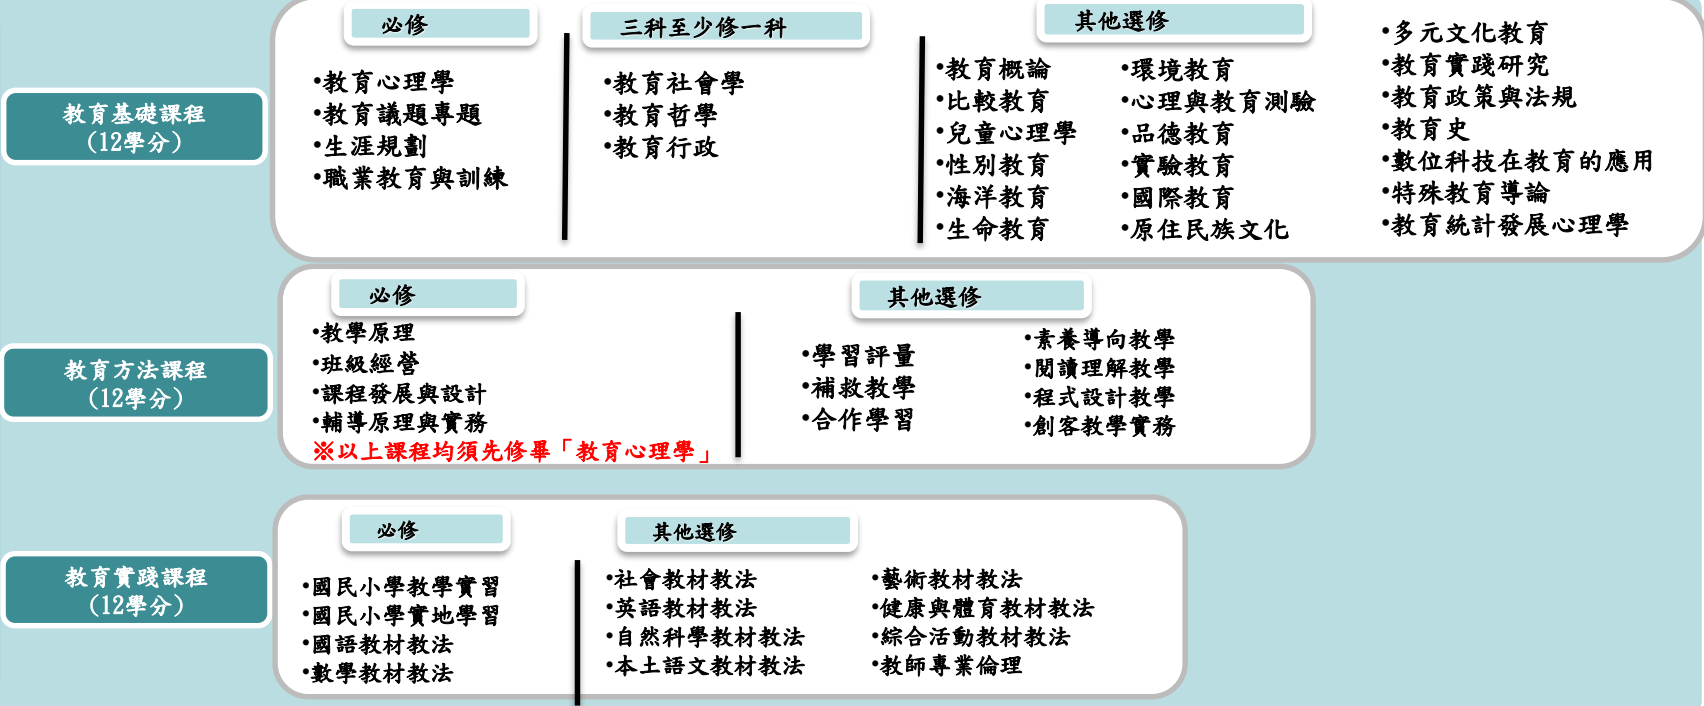 教育基礎課程
(12學分)
必修
•教育心理學
•教育議題專題
•生涯規劃
•職業教育與訓練
三科至少修一科
•教育社會學
•教育哲學
•教育行政
其他選修
•教育概論
•比較教育
•兒童心理學
•性別教育
•海洋教育
•生命教育
•環境教育
•心理與教育測驗
•品德教育
•實驗教育
•國際教育
•原住民族文化
•多元文化教育
•教育實踐研究
•教育政策與法規
•教育史
•數位科技在教育的應用
•特殊教育導論
•教育統計發展心理學
教育方法課程
(12學分)
必修
•教學原理
•班級經營
•課程發展與設計
•輔導原理與實務
※以上課程均須先修畢「教育心理學」
其他選修
•學習評量
•補救教學
•合作學習
•素養導向教學
•閱讀理解教學
•程式設計教學
•創客教學實務
教育實踐課程
(12學分)
必修
•國民小學教學實習
•國民小學實地學習
•國語教材教法
•數學教材教法
其他選修
•社會教材教法
•英語教材教法
•自然科學教材教法
•本土語文教材教法
•藝術教材教法
•健康與體育教材教法
•綜合活動教材教法
•教師專業倫理